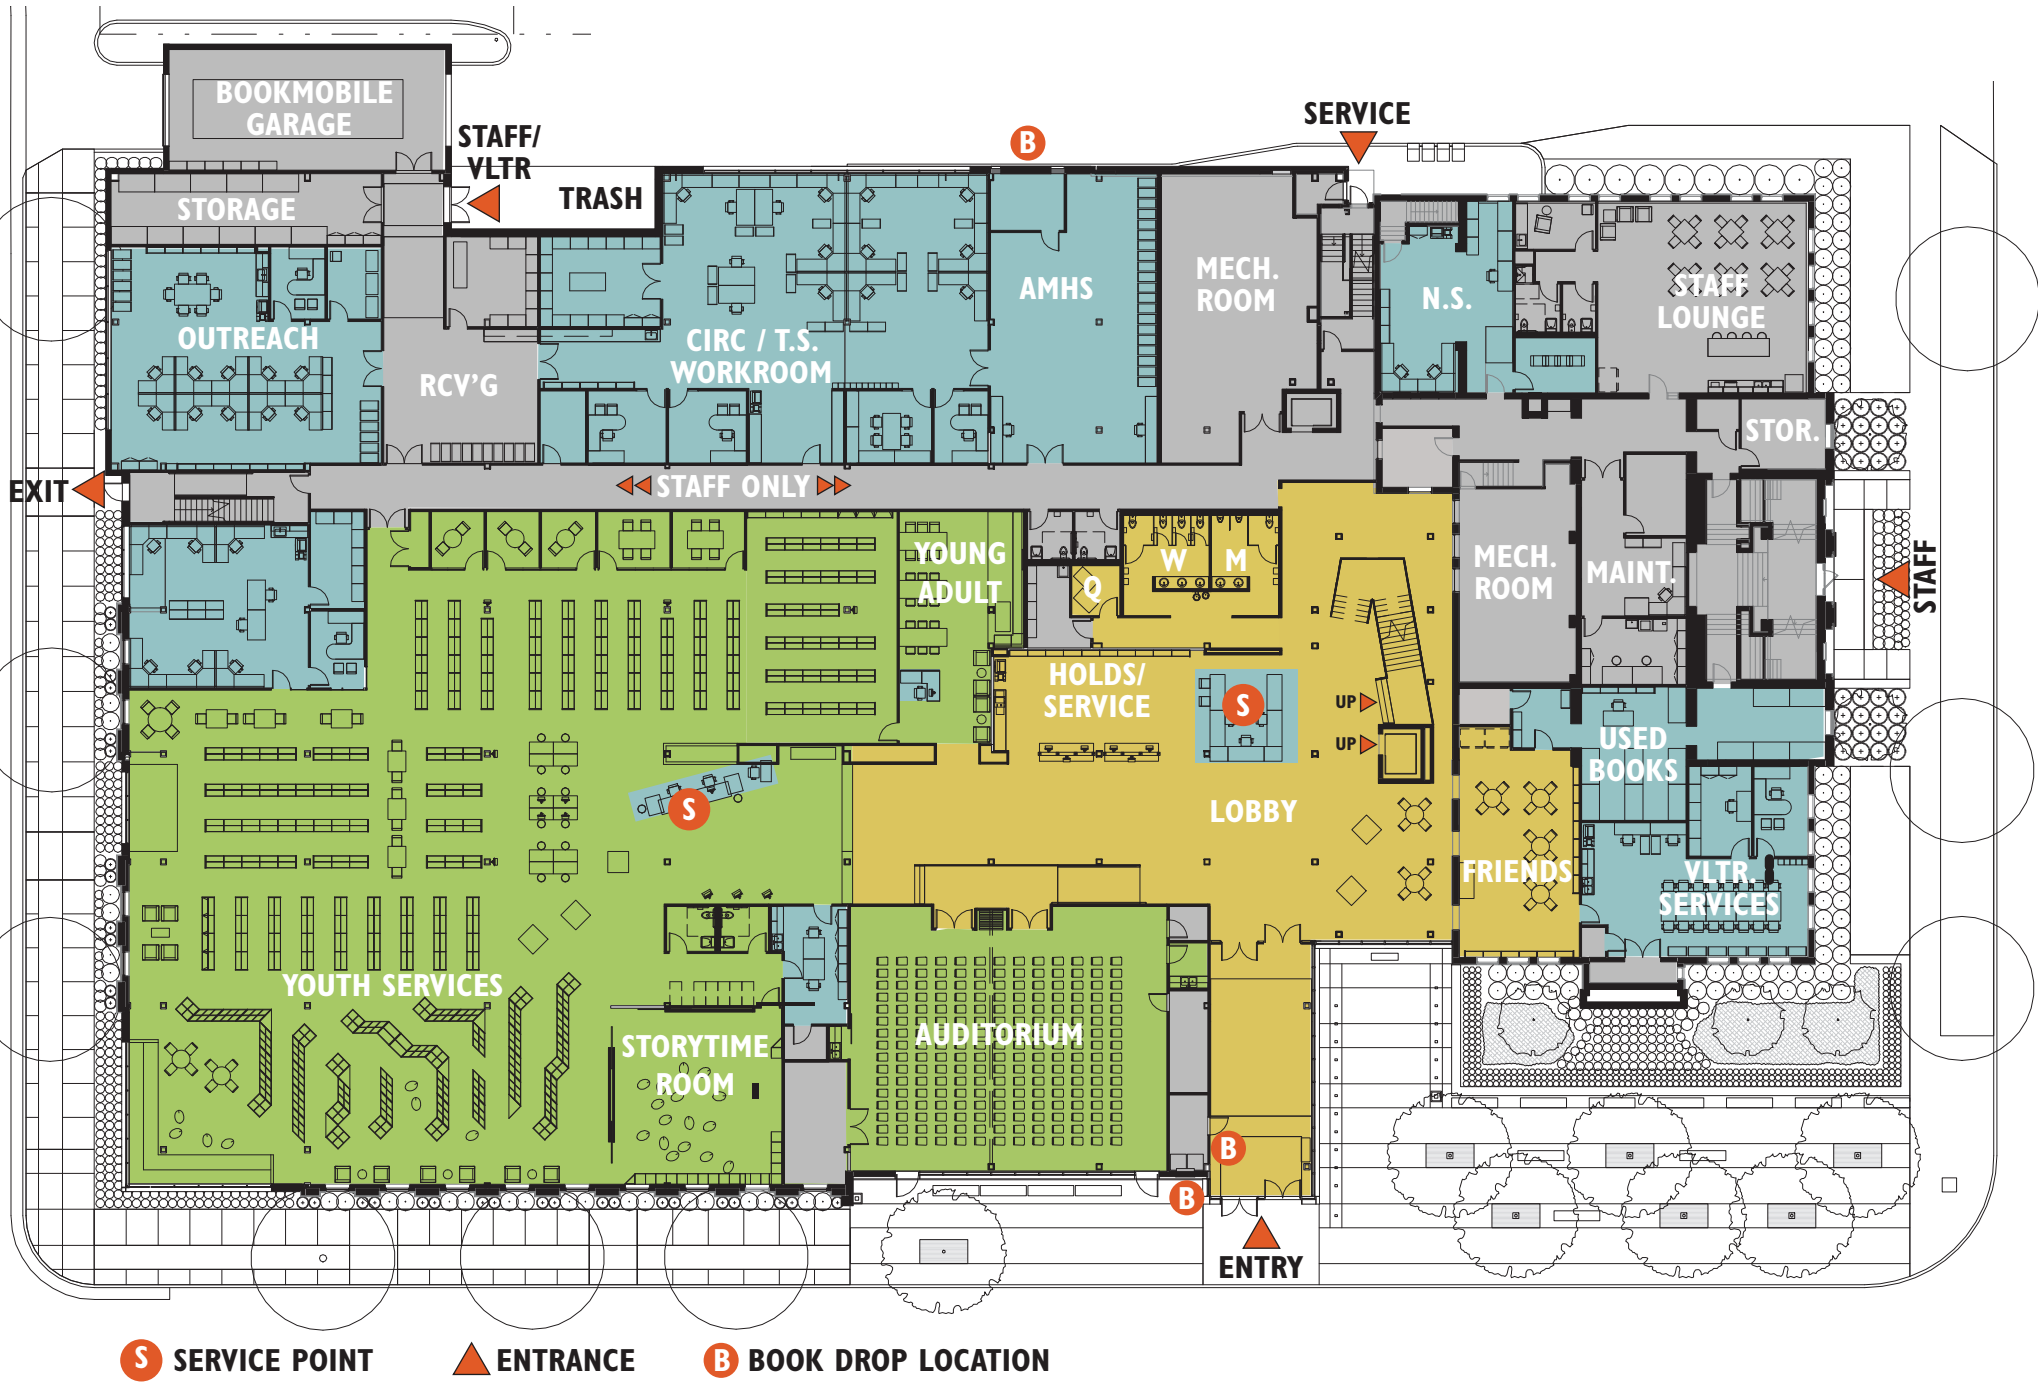 BOOKMOBILE
GARAGE
STAFF/
VLTR
B
SERVICE
STORAGE
TRASH
OUTREACH
RCV'G
CIRC / T.S.
WORKROOM
AMHS
MECH.
ROOM
N.S.
STAFF
LOUNGE
STOR.
EXIT
STAFF ONLY
YOUNG
ADULT
Q
W
M
MECH.
ROOM
MAINT.
STAFF
HOLDS/
SERVICE
S
UP
UP
USED
BOOKS
S
LOBBY
FRIENDS
VLTR.
SERVICES
YOUTH SERVICES
STORYTIME
ROOM
AUDITORIUM
B
B
ENTRY
S SERVICE POINT
ENTRANCE
B BOOK DROP LOCATION